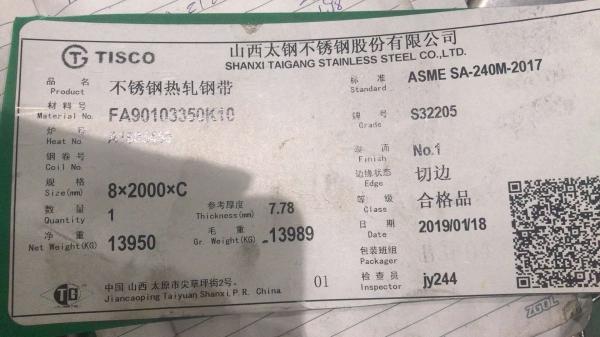 TISCO
山西太钢不锈钢股份有限公司
SHANXI TAIGANG STAINLESS STEEL CO.,LTD.
品名 不锈钢热轧钢带
Product
标准 ASME SA-240M-2017
Standard
材料号 FA90103350K10
Material No.
牌号 S32205
Grade
炉号
Heat No.
钢卷号
Coil No.
表面 No.1
Finish
规格 8×2000×C
Size(mm)
边缘状态 切边
Edge
数量 1
Quantity
参考厚度 7.78
Thickness(mm)
等级 合格品
Class
净重 13950
Net Weight(KG)
毛重 13989
Gr. Weight(KG)
日期 2019/01/18
Date
包装班组
Packager
检查员 jy244
Inspector
TG
中国 山西 太原市尖草坪街2号。
Jiancaoping Taiyuan Shanxi P.R. China
01